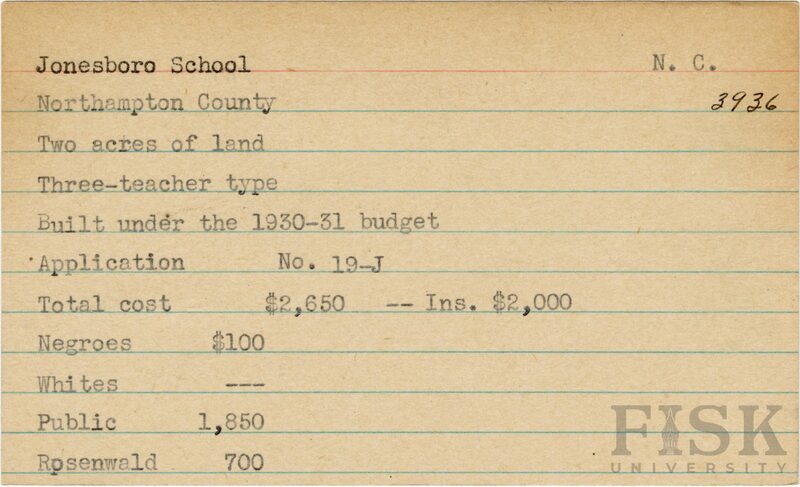 Jonesboro School N. C.
Northampton County 3936
Two acres of land
Three-teacher type
Built under the 1930-31 budget
Application No. 19-J
Total cost $2,650 -- Ins. $2,000
Negroes $100
Whites ---
Public 1,850
Rosenwald 700
FISK
UNIVERSITY